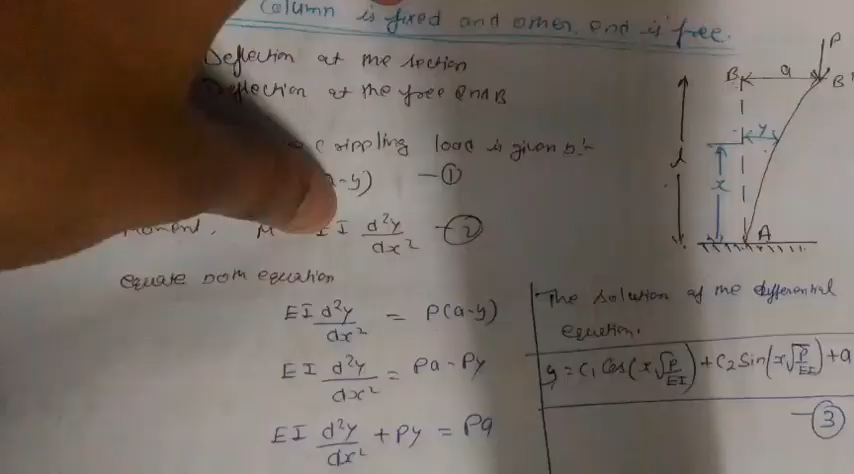 Column is fixed and other end is free.
Deflection at the section
Deflection at the free end B
Crippling load is given by:-
-y) -①
Moment, M EI d²y/dx² -②
equate both equation
EI d²y/dx² = P(a-y)
EI d²y/dx² = Pa - Py
EI d²y/dx² + Py = Pa
The solution of the differential
equetion.
y = C₁ Cos(x√P/EI) + C₂ Sin(x√P/EI) + a
-③
P
B a B'
y
l x
A